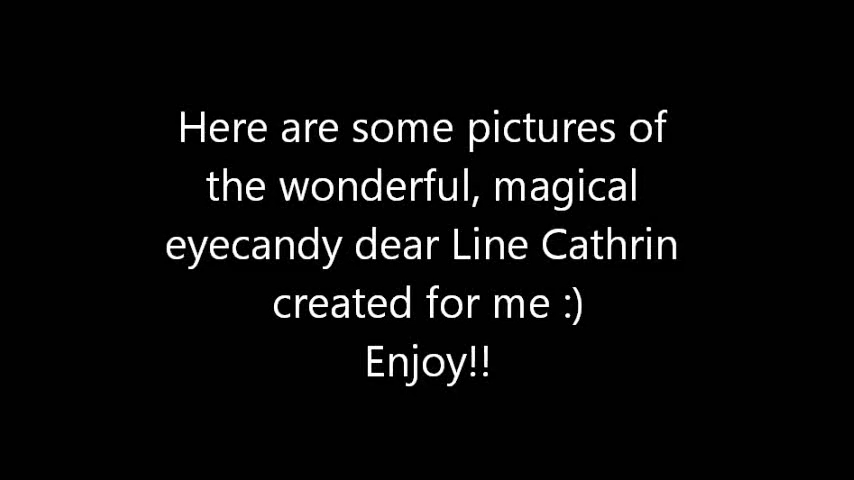 Here are some pictures of
the wonderful, magical
eyecandy dear Line Cathrin
created for me :)
Enjoy!!